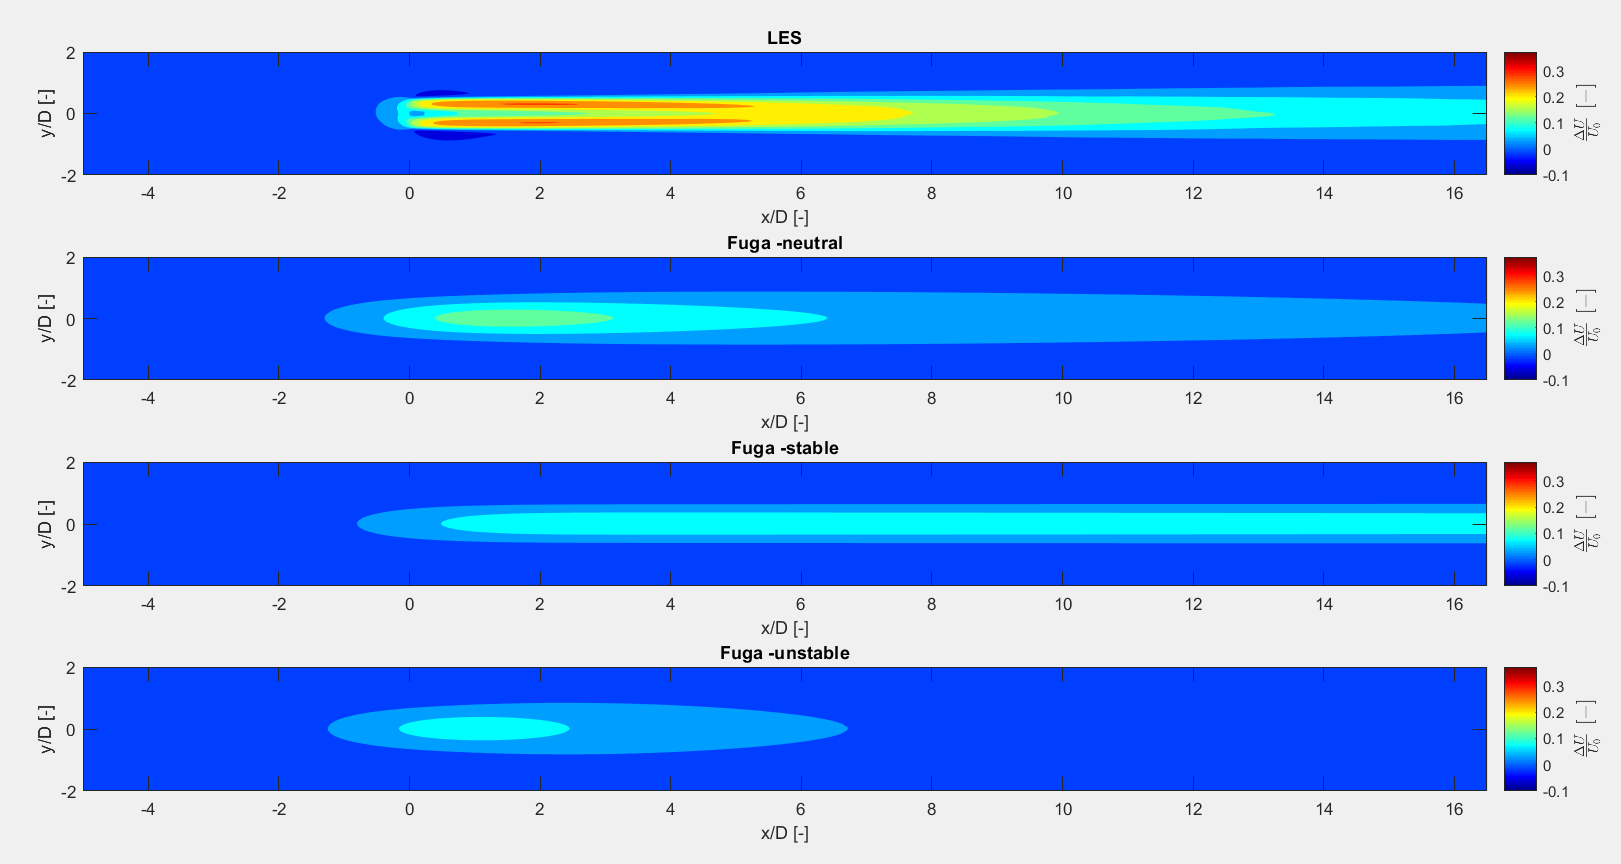 LES
2
0
-2
y/D [-]
-4 -2 0 2 4 6 8 10 12 14 16
x/D [-]
0.3
0.2
0.1
0
-0.1
ΔU/U₀ [−]
Fuga -neutral
2
0
-2
y/D [-]
-4 -2 0 2 4 6 8 10 12 14 16
x/D [-]
0.3
0.2
0.1
0
-0.1
ΔU/U₀ [−]
Fuga -stable
2
0
-2
y/D [-]
-4 -2 0 2 4 6 8 10 12 14 16
x/D [-]
0.3
0.2
0.1
0
-0.1
ΔU/U₀ [−]
Fuga -unstable
2
0
-2
y/D [-]
-4 -2 0 2 4 6 8 10 12 14 16
x/D [-]
0.3
0.2
0.1
0
-0.1
ΔU/U₀ [−]